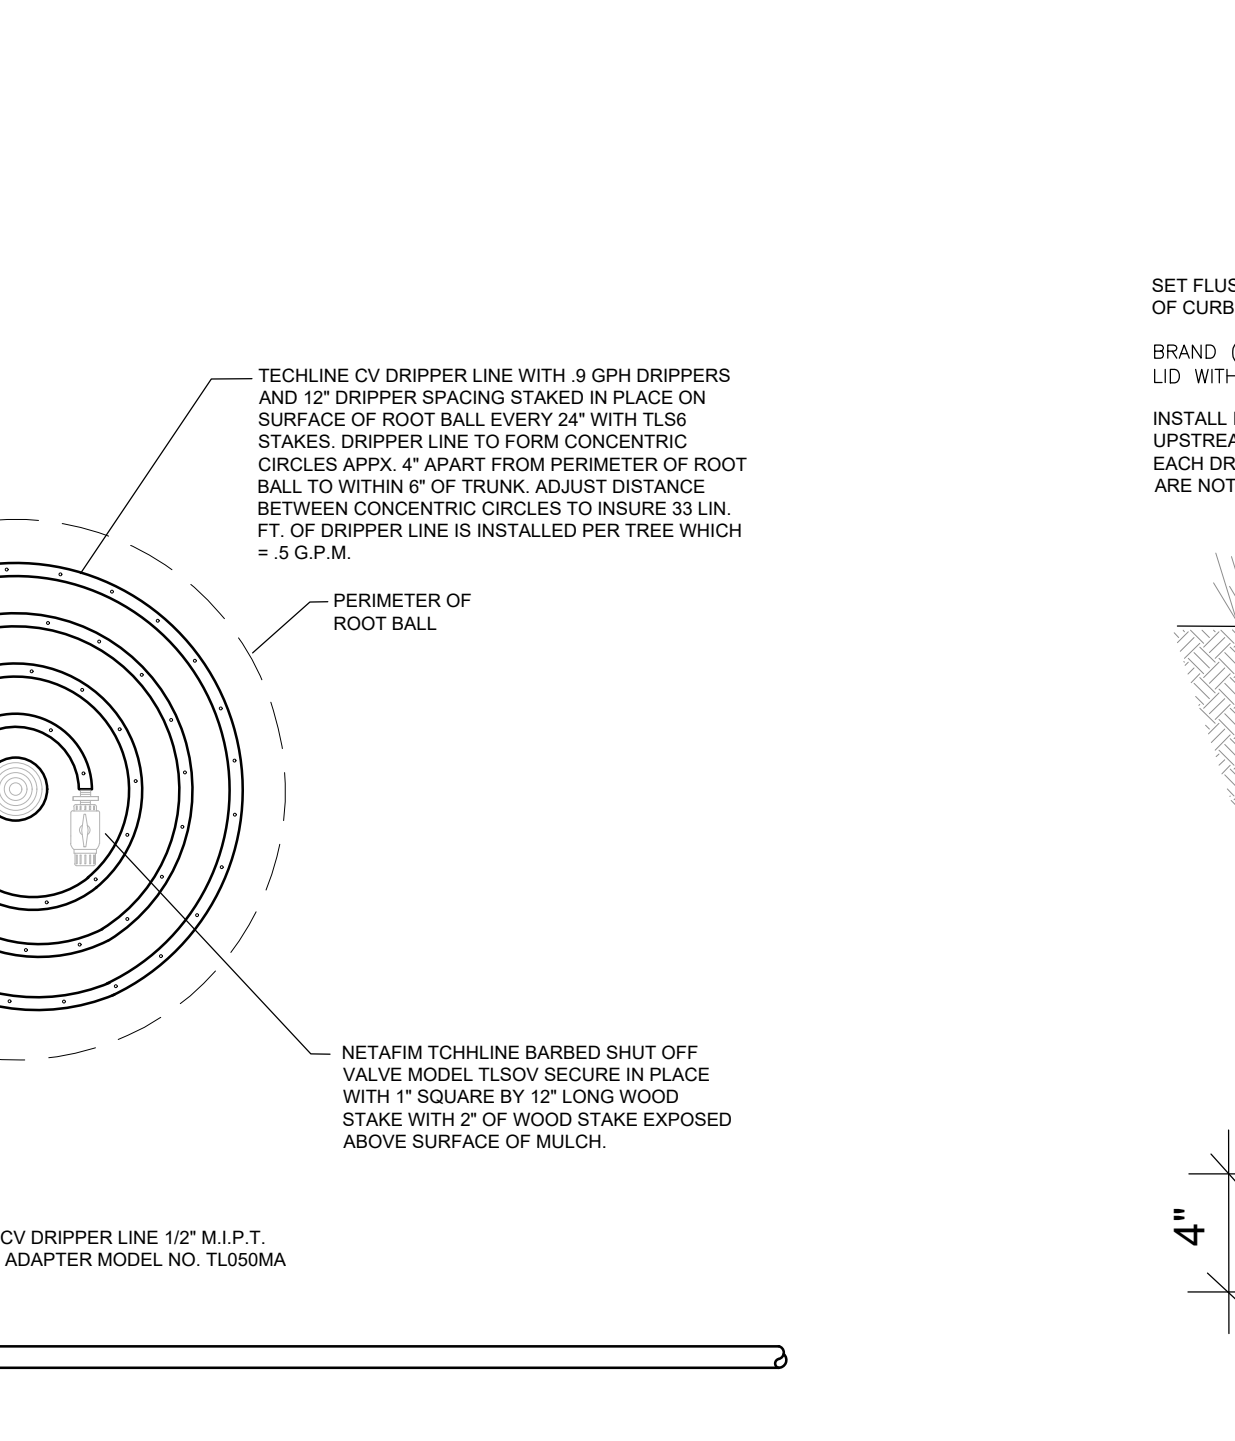 TECHLINE CV DRIPPER LINE WITH .9 GPH DRIPPERS
AND 12" DRIPPER SPACING STAKED IN PLACE ON
SURFACE OF ROOT BALL EVERY 24" WITH TLS6
STAKES. DRIPPER LINE TO FORM CONCENTRIC
CIRCLES APPX. 4" APART FROM PERIMETER OF ROOT
BALL TO WITHIN 6" OF TRUNK. ADJUST DISTANCE
BETWEEN CONCENTRIC CIRCLES TO INSURE 33 LIN.
FT. OF DRIPPER LINE IS INSTALLED PER TREE WHICH
= .5 G.P.M.
PERIMETER OF
ROOT BALL
NETAFIM TCHHLINE BARBED SHUT OFF
VALVE MODEL TLSOV SECURE IN PLACE
WITH 1" SQUARE BY 12" LONG WOOD
STAKE WITH 2" OF WOOD STAKE EXPOSED
ABOVE SURFACE OF MULCH.
CV DRIPPER LINE 1/2" M.I.P.T.
ADAPTER MODEL NO. TL050MA
SET FLUS
OF CURB
BRAND (
LID WITH
INSTALL
UPSTREA
EACH DR
ARE NOT
4"